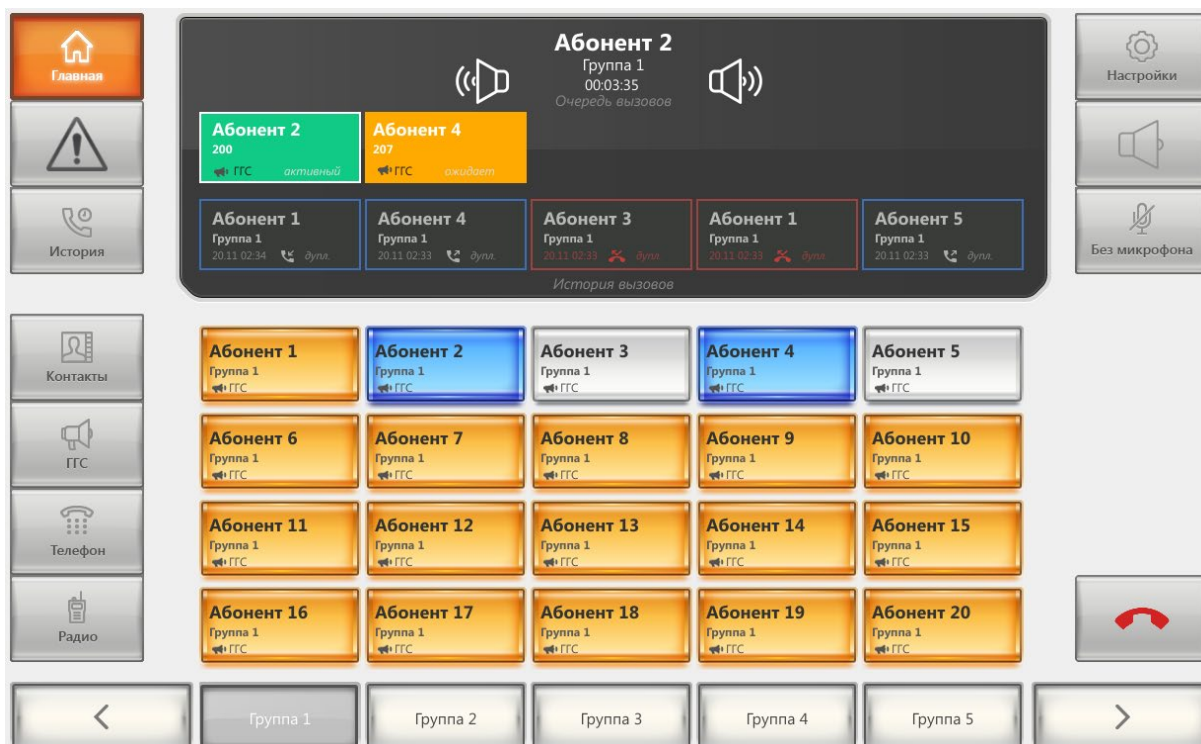 Главная
История
Контакты
ГГС
Телефон
Радио
Абонент 2
Группа 1
00:03:35
Очередь вызовов
Абонент 2
200
ГГС активный
Абонент 4
207
ГГС ожидает
Абонент 1
Группа 1
20.11 02:34 дупл.
Абонент 4
Группа 1
20.11 02:33 дупл.
Абонент 3
Группа 1
20.11 02:33 дупл.
Абонент 1
Группа 1
20.11 02:33 дупл.
Абонент 5
Группа 1
20.11 02:33 дупл.
История вызовов
Настройки
Без микрофона
Абонент 1
Группа 1
ГГС
Абонент 2
Группа 1
ГГС
Абонент 3
Группа 1
ГГС
Абонент 4
Группа 1
ГГС
Абонент 5
Группа 1
ГГС
Абонент 6
Группа 1
ГГС
Абонент 7
Группа 1
ГГС
Абонент 8
Группа 1
ГГС
Абонент 9
Группа 1
ГГС
Абонент 10
Группа 1
ГГС
Абонент 11
Группа 1
ГГС
Абонент 12
Группа 1
ГГС
Абонент 13
Группа 1
ГГС
Абонент 14
Группа 1
ГГС
Абонент 15
Группа 1
ГГС
Абонент 16
Группа 1
ГГС
Абонент 17
Группа 1
ГГС
Абонент 18
Группа 1
ГГС
Абонент 19
Группа 1
ГГС
Абонент 20
Группа 1
ГГС
Группа 1
Группа 2
Группа 3
Группа 4
Группа 5